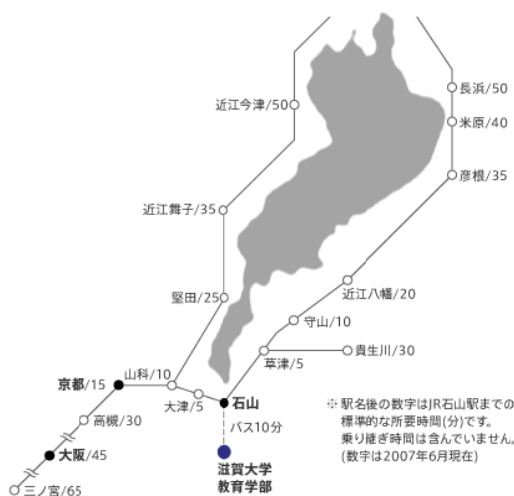 長浜/50
近江今津/50
米原/40
彦根/35
近江舞子/35
近江八幡/20
堅田/25
守山/10
貴生川/30
草津/5
山科/10
京都/15
大津/5
石山
高槻/30
バス10分
大阪/45
滋賀大学
教育学部
三ノ宮/65
※ 駅名後の数字はJR石山駅までの
標準的な所要時間(分)です。
乗り継ぎ時間は含んでいません。
(数字は2007年6月現在)